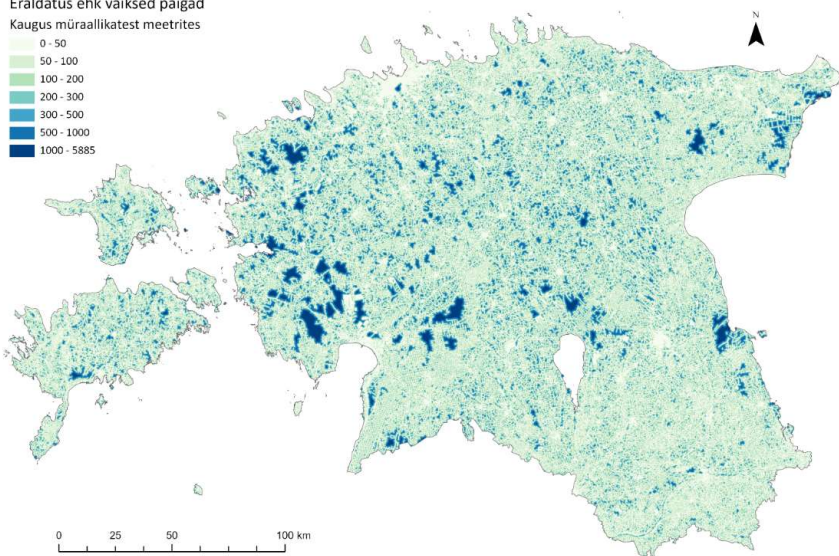 Eraldatus ehk vaiksed paigad
Kaugus müraallikatest meetrites
0 - 50
50 - 100
100 - 200
200 - 300
300 - 500
500 - 1000
1000 - 5885
N
0 25 50 100 km